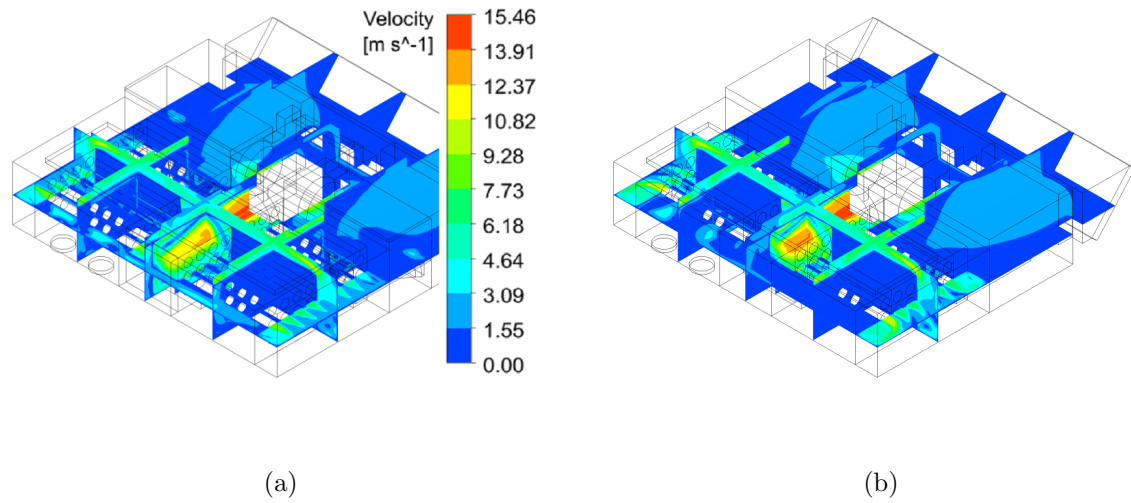 Velocity
[m s^-1]
15.46
13.91
12.37
10.82
9.28
7.73
6.18
4.64
3.09
1.55
0.00
(a)
(b)